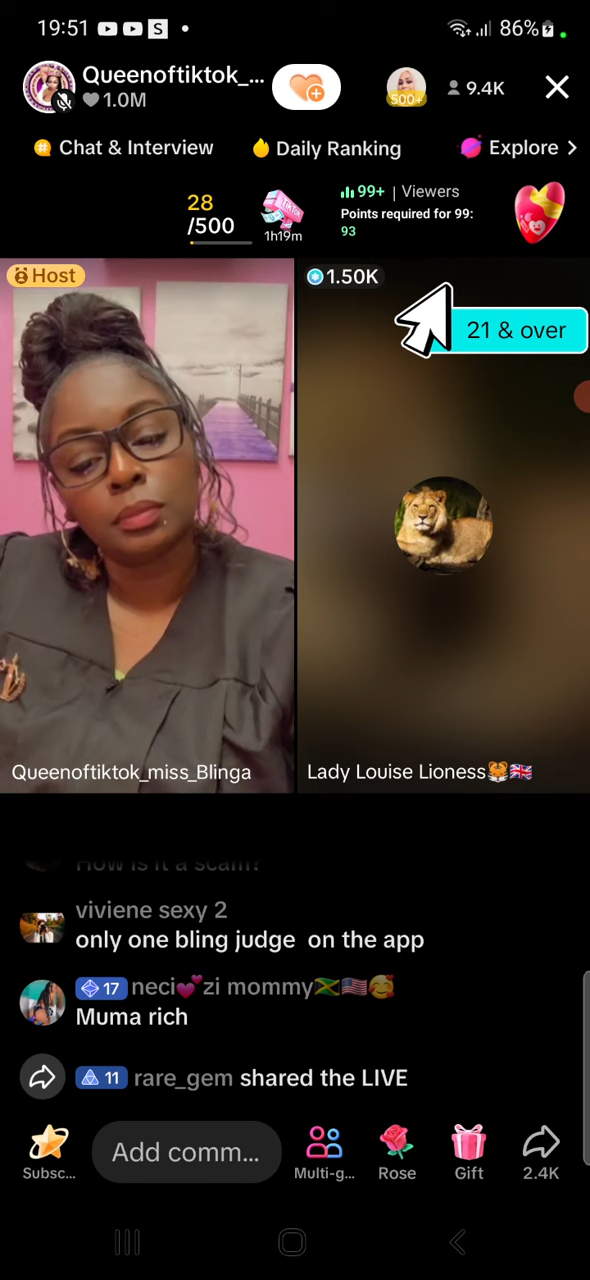 19:51 S 86%
Queenoftiktok_...
1.0M
500+
9.4K
Chat & Interview Daily Ranking Explore
28
/500
1h19m
99+ | Viewers
Points required for 99:
93
Host
1.50K
21 & over
Queenoftiktok_miss_Blinga
Lady Louise Lioness🐯🇬🇧
How is it a scam?
viviene sexy 2
only one bling judge on the app
17 neci💕zi mommy🇯🇲🇺🇸🥰
Muma rich
11 rare_gem shared the LIVE
Add comm...
Subsc... Multi-g... Rose Gift 2.4K